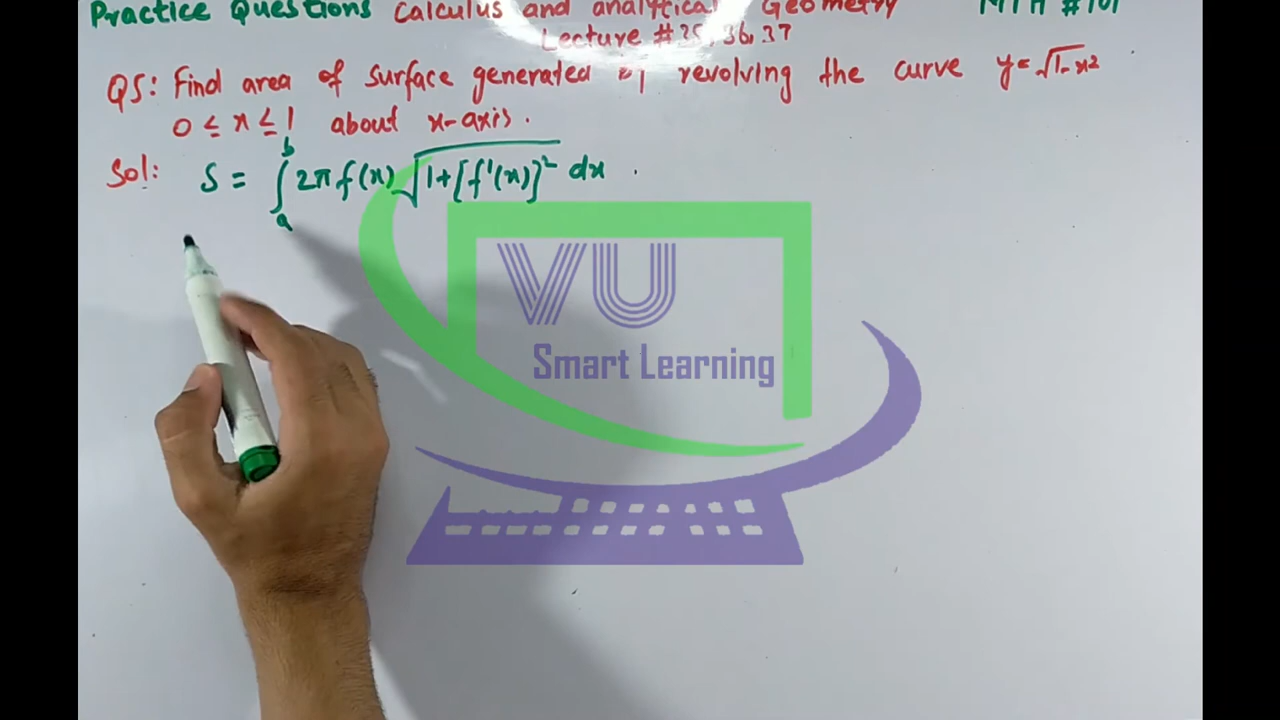 Practice Questions Calculus and analytical Geometry MTH #101
Lecture #35, 36, 37
Q5: Find area of surface generated by revolving the curve y=√1-x²
0 ≤ x ≤ 1 about x-axis.
Sol: S = ∫ₐᵇ 2π f(x) √1+[f'(x)]² dx .
VU
Smart Learning